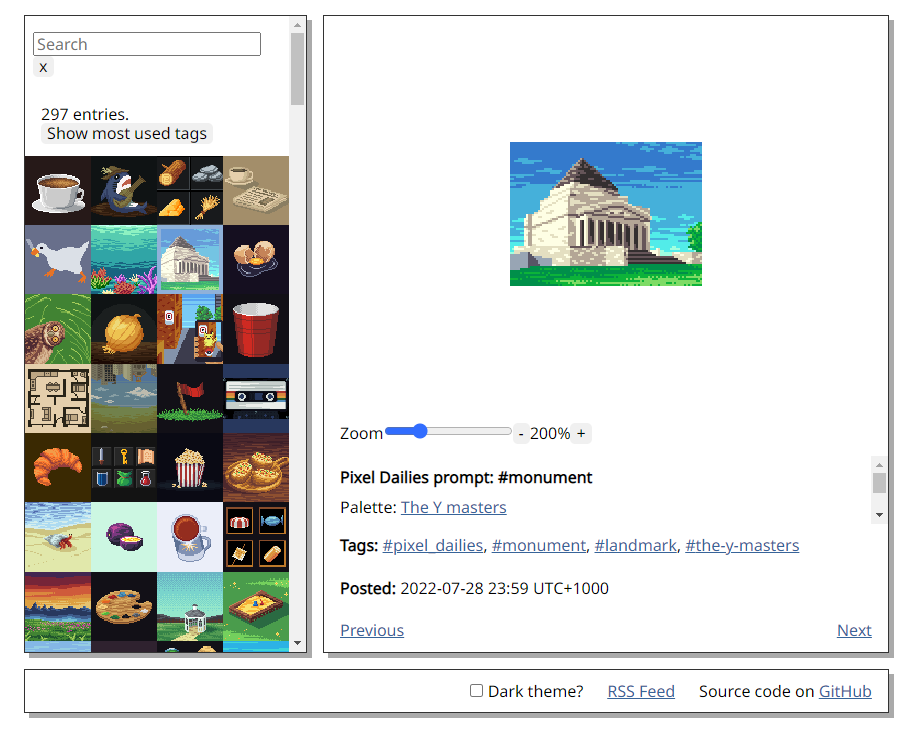 Search
x
297 entries.
Show most used tags
Zoom - 200% +
Pixel Dailies prompt: #monument
Palette: The Y masters
Tags: #pixel_dailies, #monument, #landmark, #the-y-masters
Posted: 2022-07-28 23:59 UTC+1000
Previous Next
Dark theme? RSS Feed Source code on GitHub